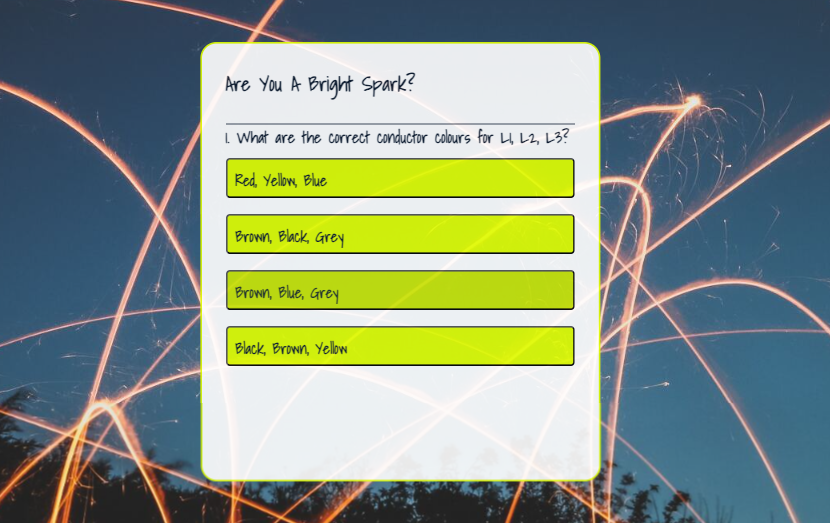 Are You A Bright Spark?
1. What are the correct conductor colours for L1, L2, L3?
Red, Yellow, Blue
Brown, Black, Grey
Brown, Blue, Grey
Black, Brown, Yellow